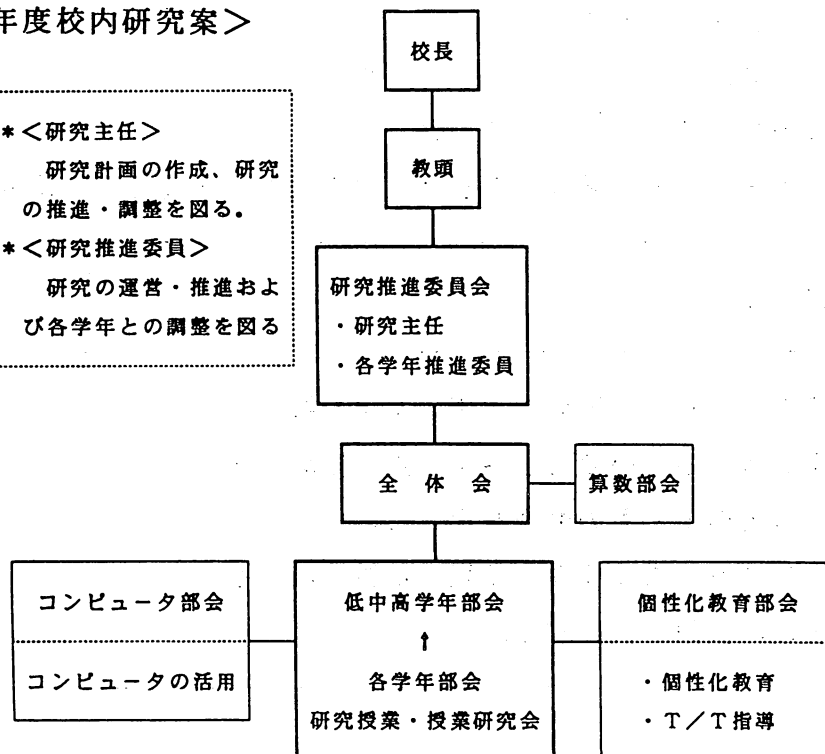 年度校内研究案＞
校長
＊＜研究主任＞
研究計画の作成、研究
の推進・調整を図る。
＊＜研究推進委員＞
研究の運営・推進およ
び各学年との調整を図る
教頭
研究推進委員会
・研究主任
・各学年推進委員
全　体　会
算数部会
コンピュータ部会
コンピュータの活用
低中高学年部会
↑
各学年部会
研究授業・授業研究会
個性化教育部会
・個性化教育
・Ｔ／Ｔ指導